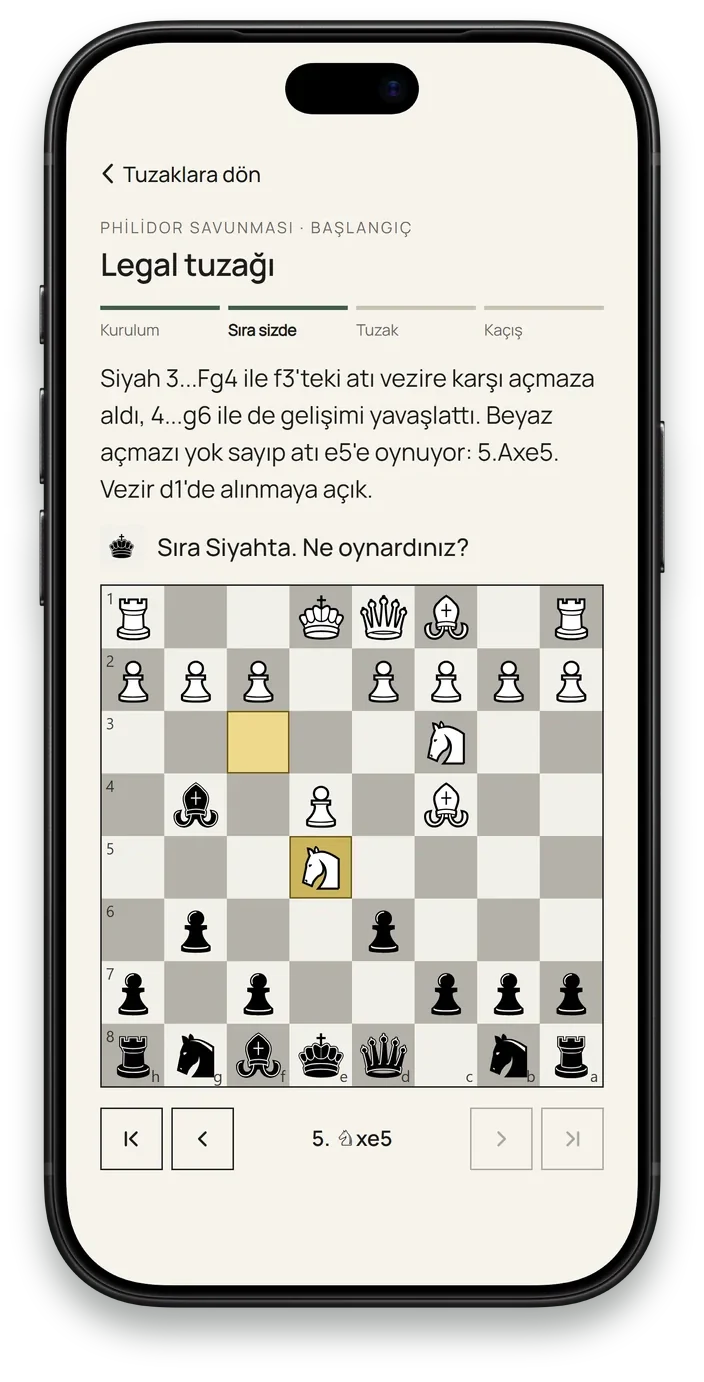 Tuzaklara dön
PHİLİDOR SAVUNMASI · BAŞLANGIÇ
Legal tuzağı
Kurulum Sıra sizde Tuzak Kaçış
Siyah 3...Fg4 ile f3'teki atı vezire karşı açmaza
aldı, 4...g6 ile de gelişimi yavaşlattı. Beyaz
açmazı yok sayıp atı e5'e oynuyor: 5.Axe5.
Vezir d1'de alınmaya açık.
Sıra Siyahta. Ne oynardınız?
1
2
3
4
5
6
7
8
h g f e d c b a
5. ♘xe5